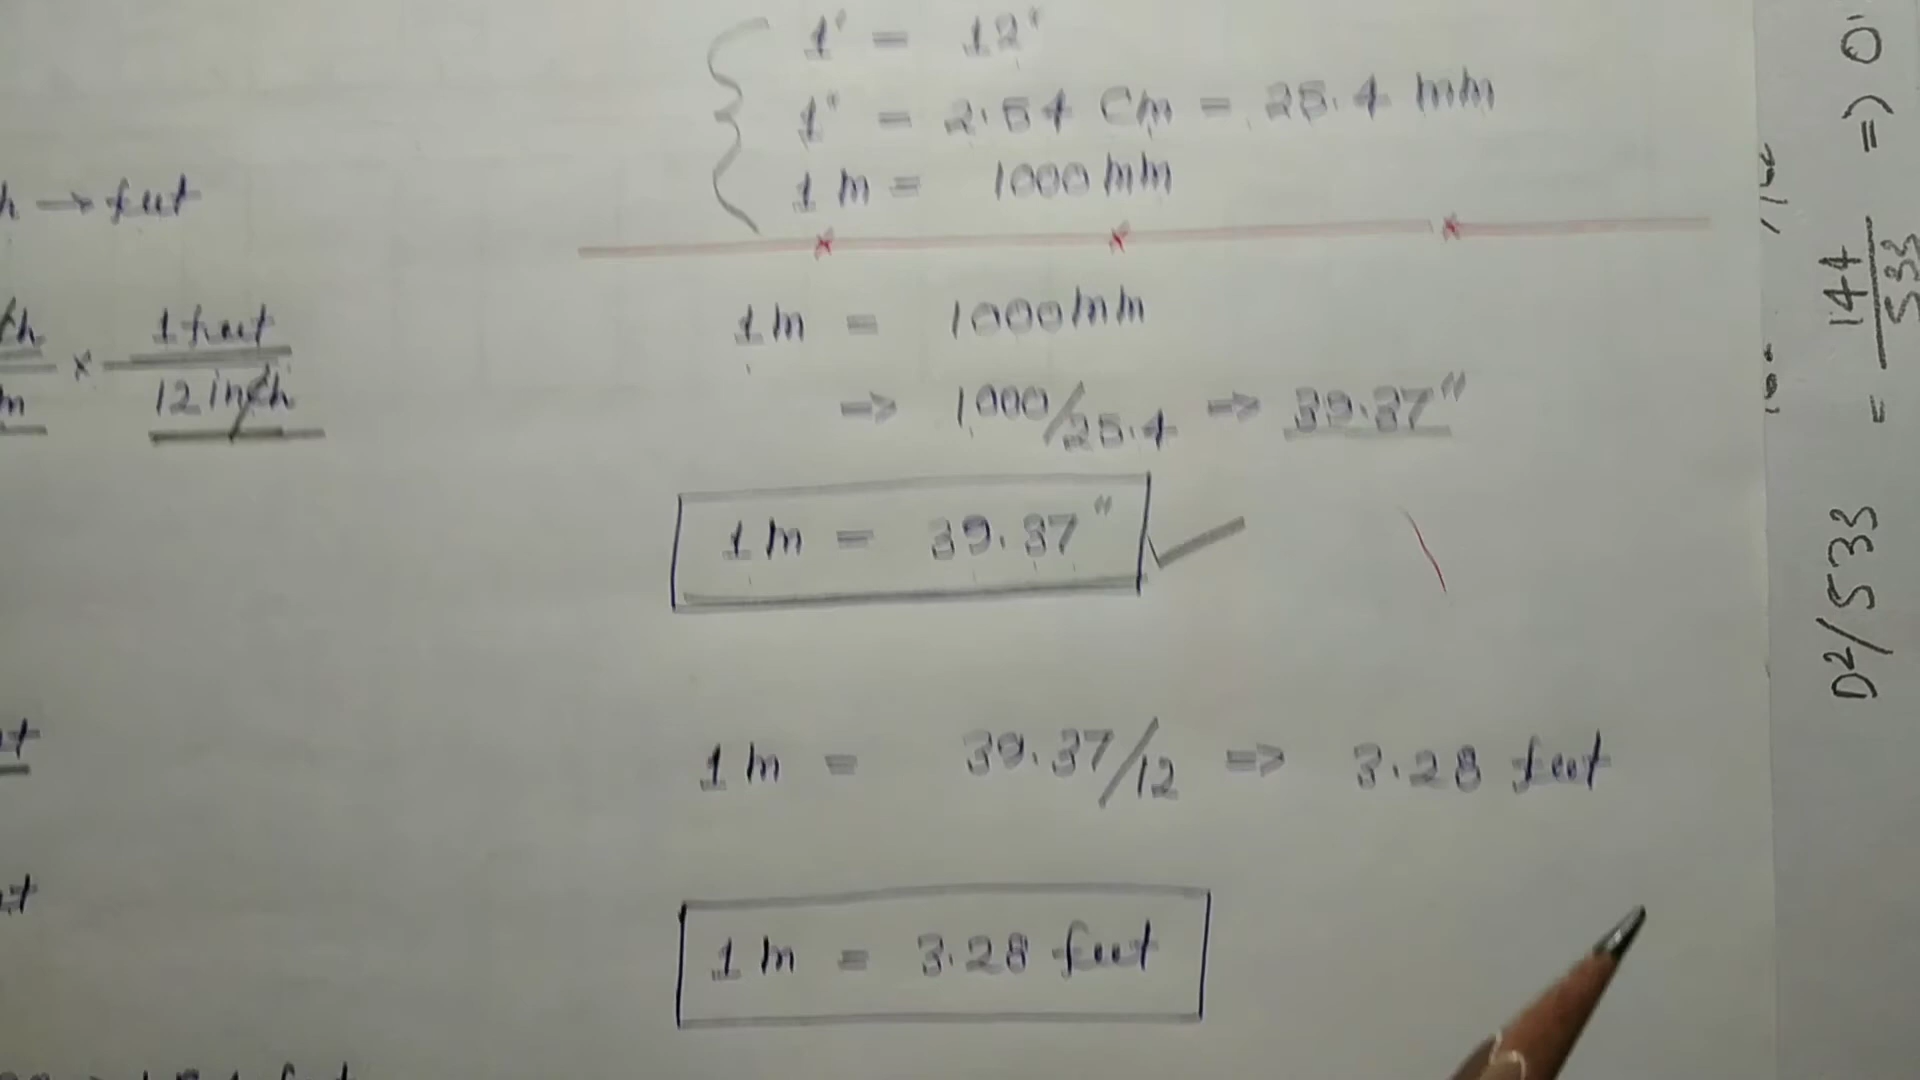 1' = 12"
1" = 2.54 Cm = 25.4 mm
1 m = 1000 mm
h → feet
1 feet
x
12 inch
1 m = 1000 mm
=> 1000/25.4 => 39.37"
1 m = 39.37"
1 m = 39.37/12 => 3.28 feet
1 m = 3.28 feet
D²/533 = 144/533 => 0